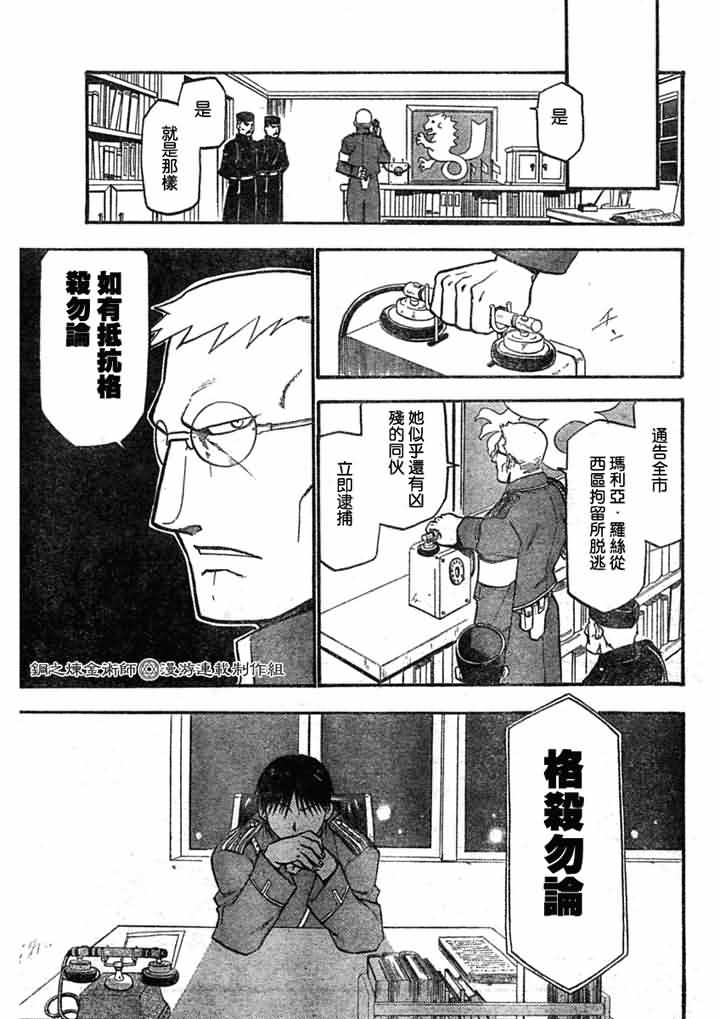 是
是
就是那樣
通告全市
瑪利亞·羅絲從
西區拘留所脱逃
她似乎還有凶
殘的同伙
立即逮捕
如有抵抗格
殺勿論
鋼之煉金術師 漫游連載制作組
格殺勿論